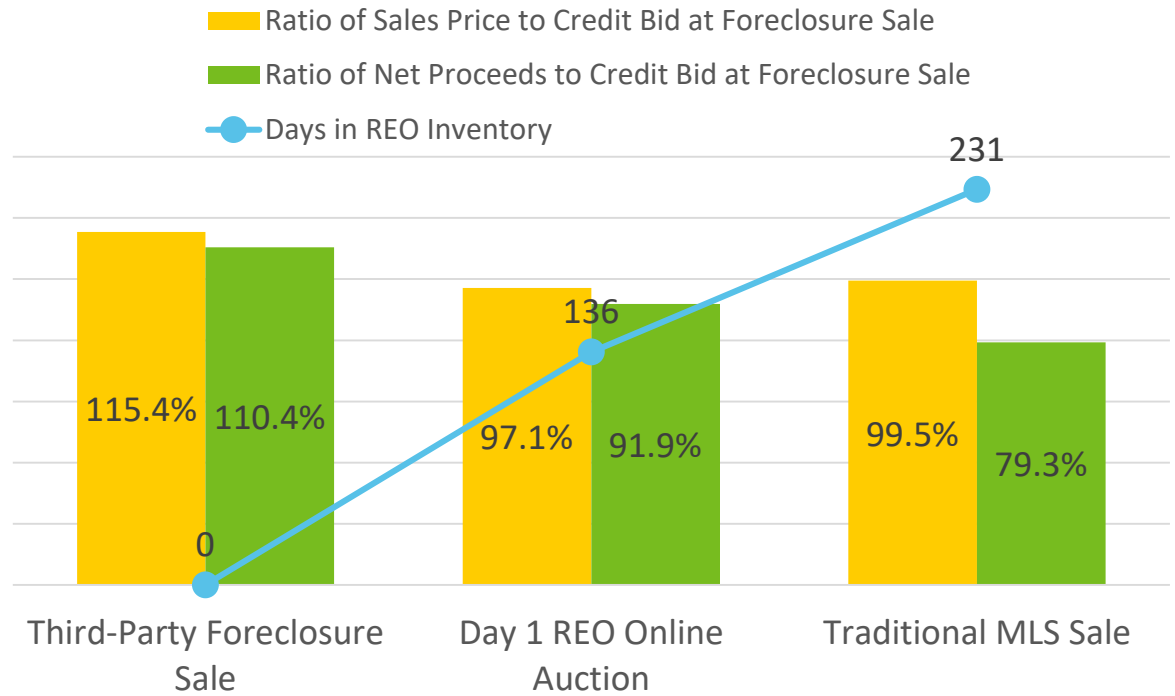 Ratio of Sales Price to Credit Bid at Foreclosure Sale
Ratio of Net Proceeds to Credit Bid at Foreclosure Sale
Days in REO Inventory
231
136
115.4%
110.4%
97.1%
91.9%
99.5%
79.3%
0
Third-Party Foreclosure
Sale
Day 1 REO Online
Auction
Traditional MLS Sale